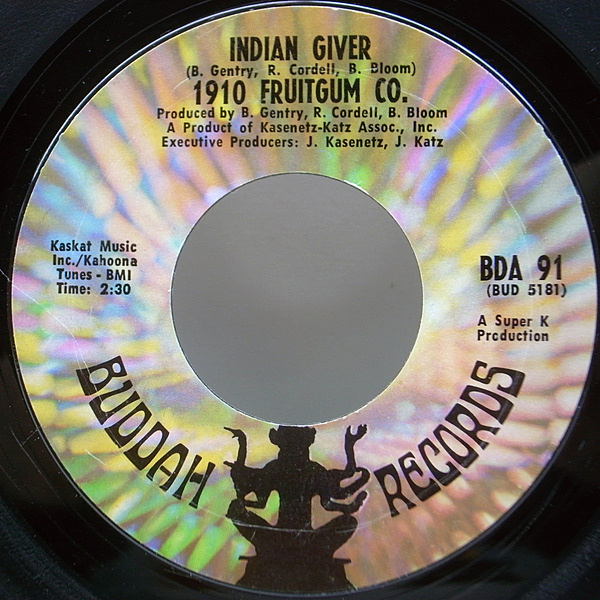 INDIAN GIVER
(B. Gentry, R. Cordell, B. Bloom)
1910 FRUITGUM CO.
Produced by B. Gentry, R. Cordell, B. Bloom
A Product of Kasenetz-Katz Assoc., Inc.
Executive Producers: J. Kasenetz, J. Katz
Kaskat Music
Inc./Kahoona
Tunes - BMI
Time: 2:30
BDA 91
(BUD 5181)
A Super K
Production
BUDDAH RECORDS